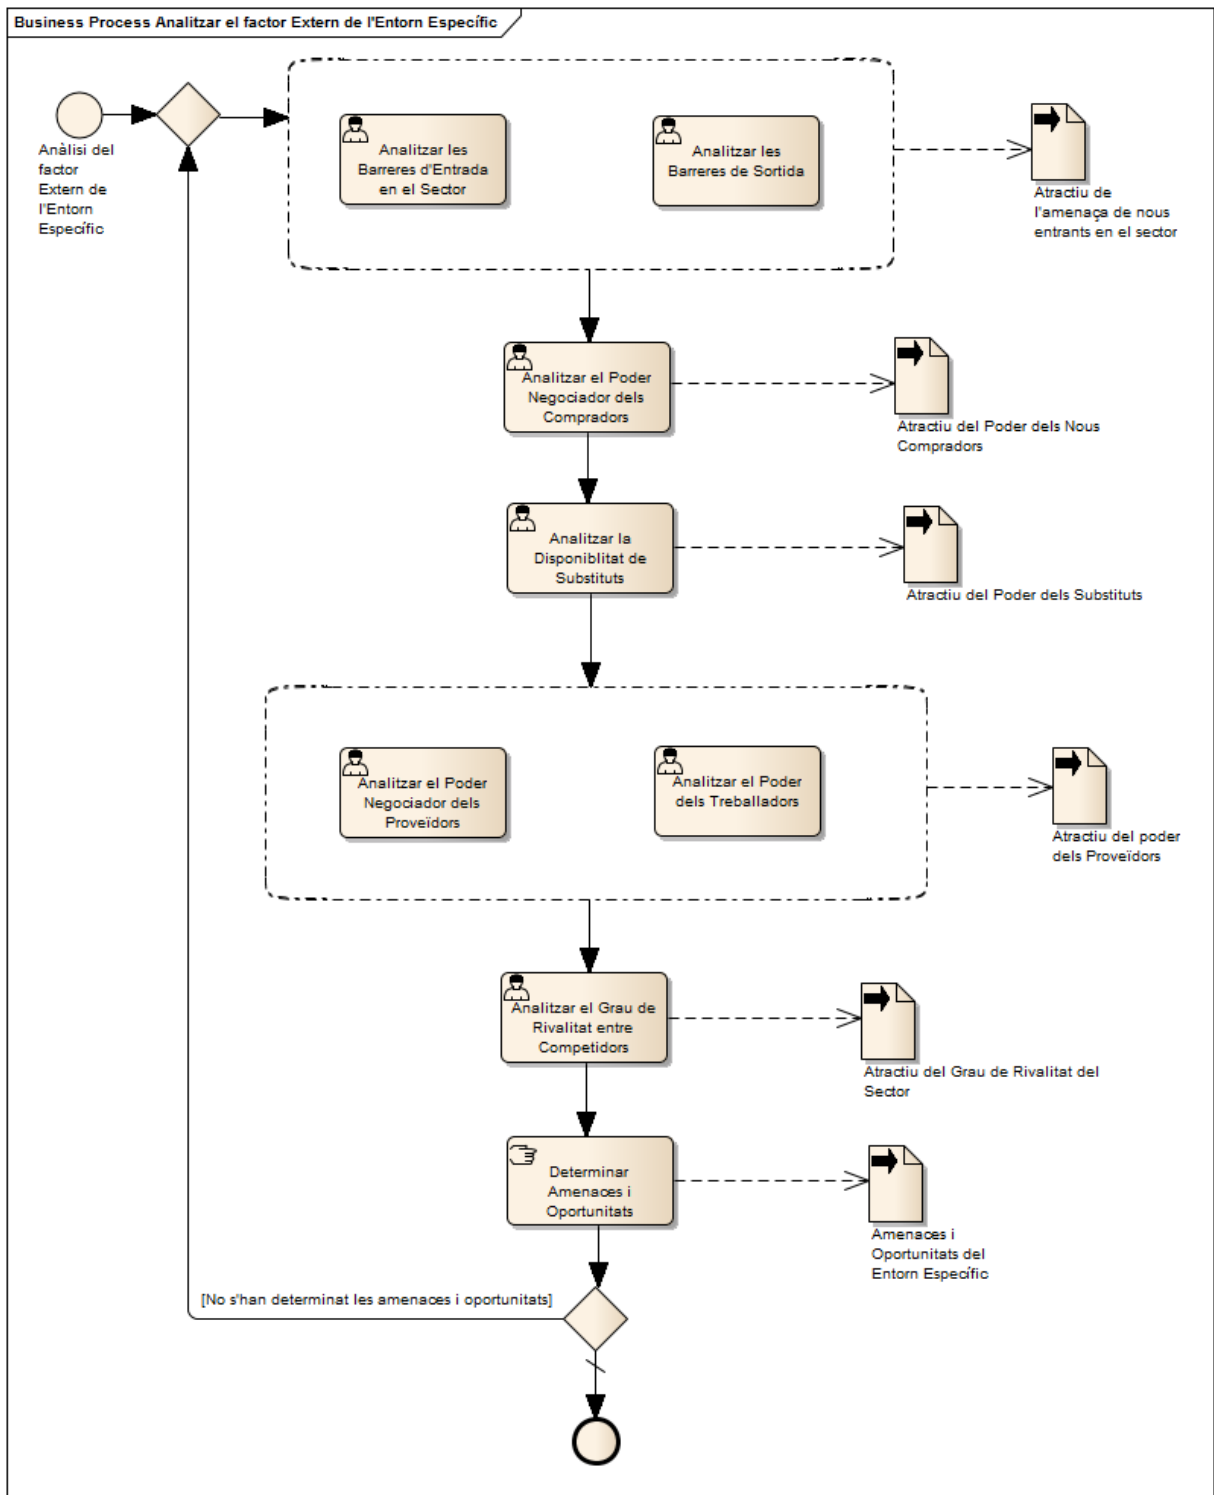 Business Process Analitzar el factor Extern de l'Entorn Específic
Anàlisi del
factor
Extern de
l'Entorn
Específic
Analitzar les
Barreres d'Entrada
en el Sector
Analitzar les
Barreres de Sortida
Atractiu de
l'amenaça de nous
entrants en el sector
Analitzar el Poder
Negociador dels
Compradors
Atractiu del Poder dels Nous
Compradors
Analitzar la
Disponiblitat de
Substituts
Atractiu del Poder dels Substituts
Analitzar el Poder
Negociador dels
Proveïdors
Analitzar el Poder
dels Treballadors
Atractiu del poder
dels Proveïdors
Analitzar el Grau de
Rivalitat entre
Competidors
Atractiu del Grau de Rivalitat del
Sector
Determinar
Amenaces i
Oportunitats
Amenaces i
Oportunitats del
Entorn Específic
[No s'han determinat les amenaces i oportunitats]